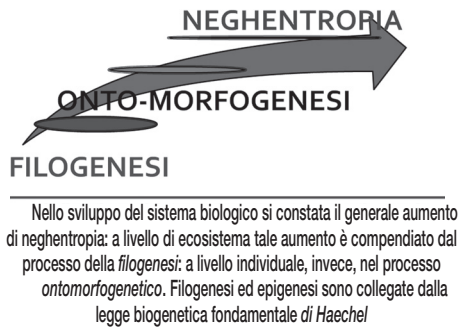 NEGHENTROPIA
ONTO-MORFOGENESI
FILOGENESI
Nello sviluppo del sistema biologico si constata il generale aumento
di neghentropia: a livello di ecosistema tale aumento è compendiato dal
processo della filogenesi: a livello individuale, invece, nel processo
ontomorfogenetico. Filogenesi ed epigenesi sono collegate dalla
legge biogenetica fondamentale di Haechel